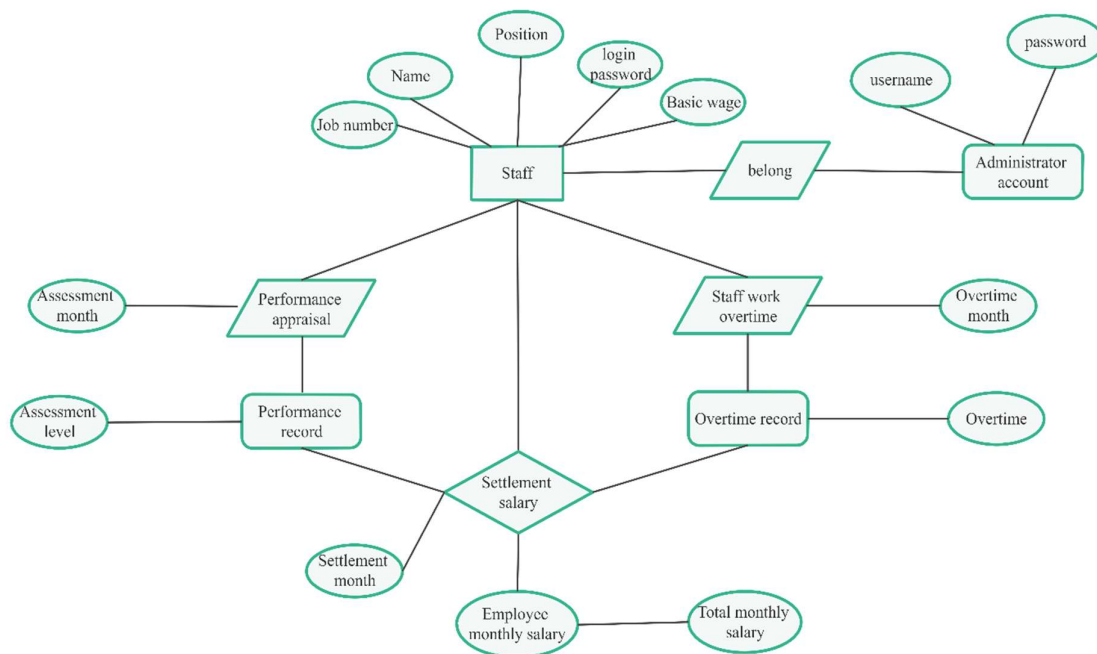 Position
password
login
password
Name
username
Basic wage
Job number
Staff
belong
Administrator
account
Assessment
month
Performance
appraisal
Staff work
overtime
Overtime
month
Assessment
level
Performance
record
Overtime record
Overtime
Settlement
salary
Settlement
month
Employee
monthly salary
Total monthly
salary